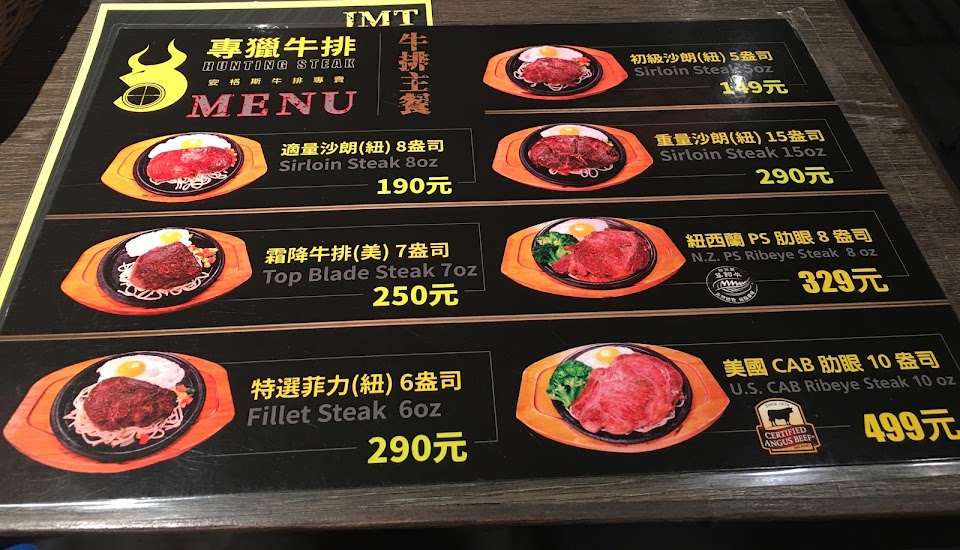 JMT
專獵牛排
HUNTING STEAK
安格斯牛排專賣
MENU
牛排主餐
初級沙朗(紐) 5盎司
Sirloin Steak 5oz
149元
適量沙朗(紐) 8盎司
Sirloin Steak 8oz
190元
重量沙朗(紐) 15盎司
Sirloin Steak 15oz
290元
霜降牛排(美) 7盎司
Top Blade Steak 7oz
250元
紐西蘭 PS 肋眼 8 盎司
N.Z. PS Ribeye Steak 8 oz
329元
特選菲力(紐) 6盎司
Fillet Steak 6oz
290元
美國 CAB 肋眼 10 盎司
U.S. CAB Ribeye Steak 10 oz
CERTIFIED
ANGUS BEEF
499元